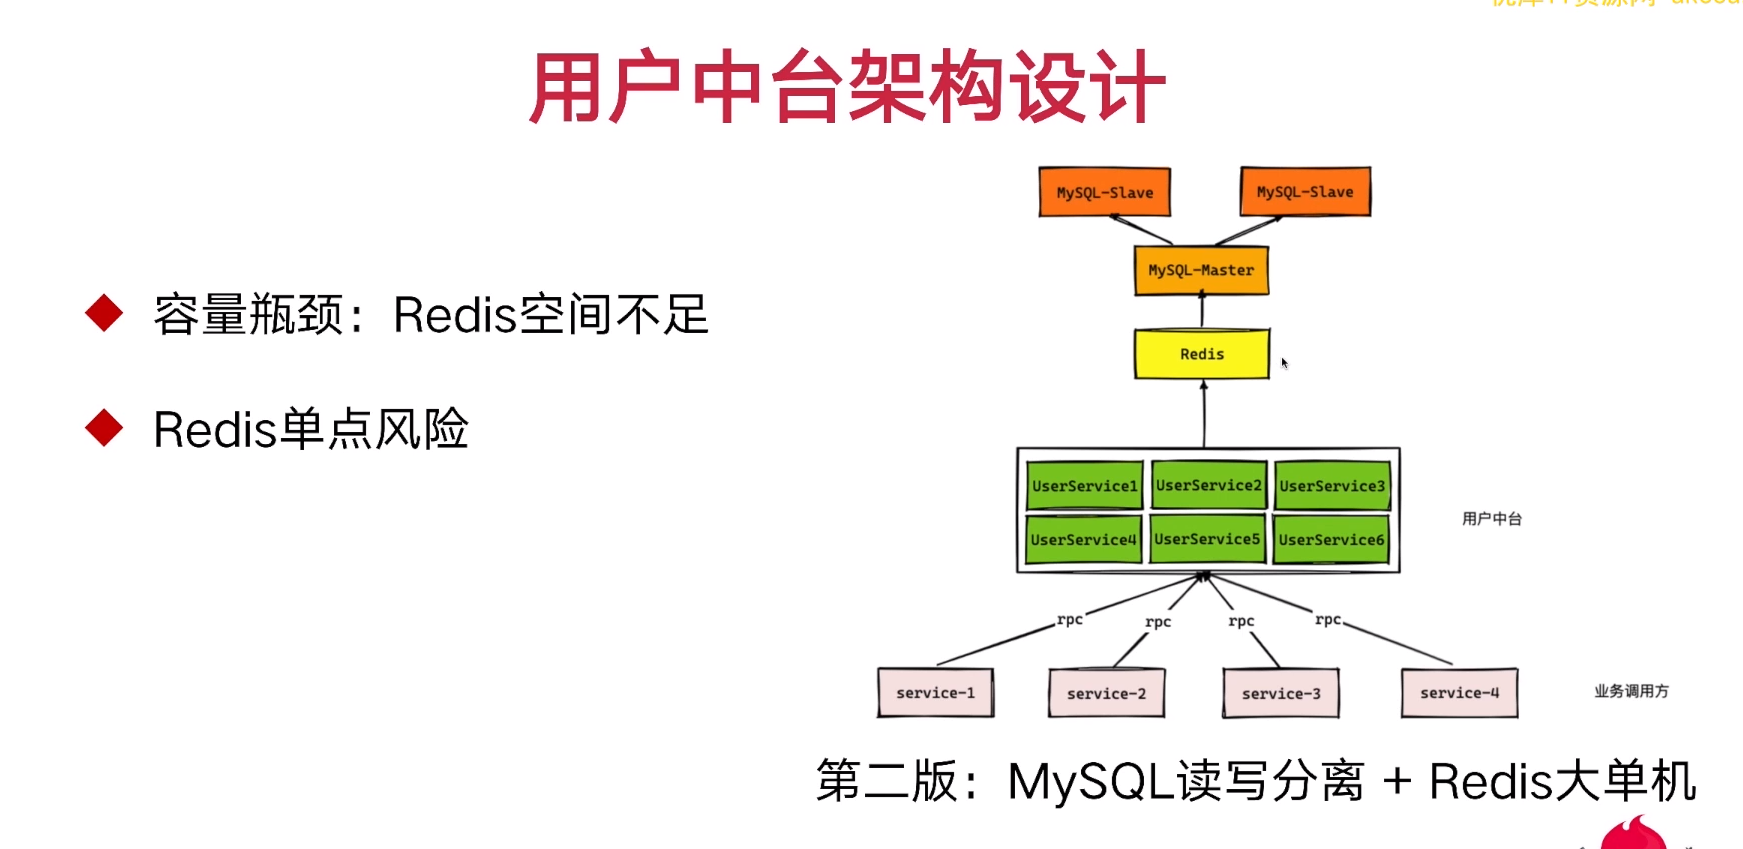 用户中台架构设计
容量瓶颈：Redis空间不足
Redis单点风险
MySQL-Slave
MySQL-Slave
MySQL-Master
Redis
UserService1
UserService2
UserService3
UserService4
UserService5
UserService6
用户中台
rpc
rpc
rpc
rpc
service-1
service-2
service-3
service-4
业务调用方
第二版：MySQL读写分离 + Redis大单机